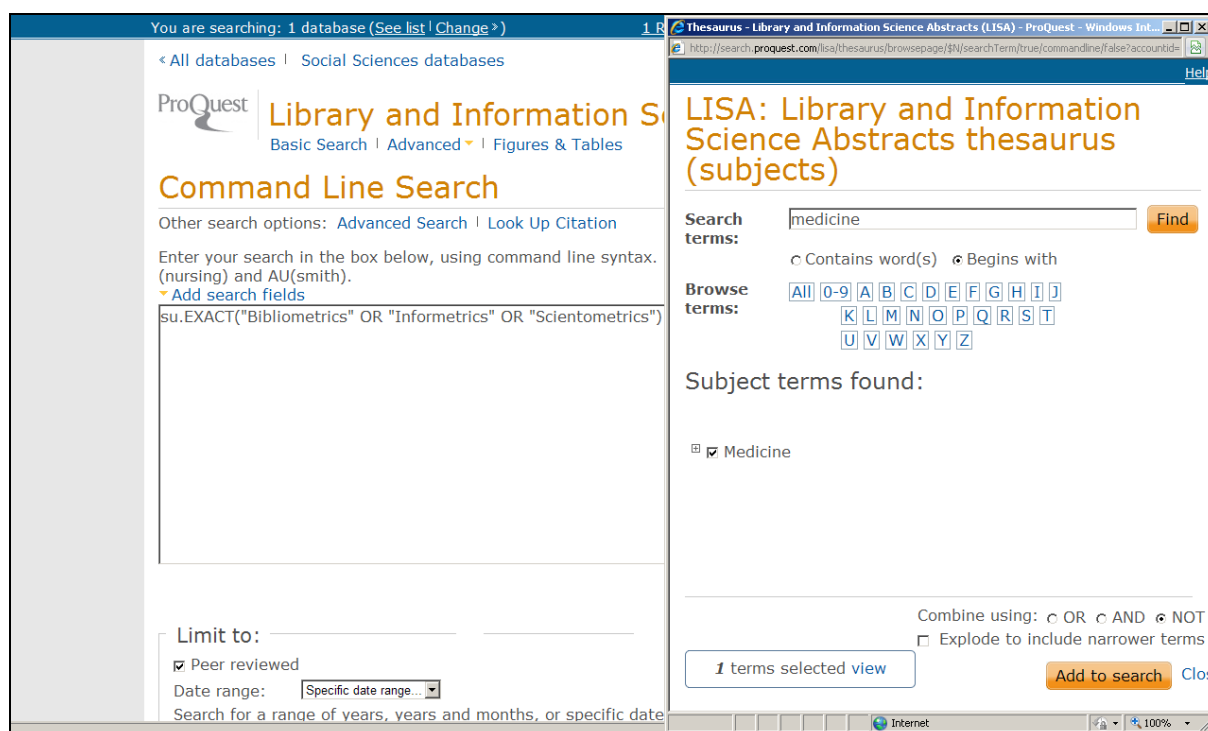 You are searching: 1 database (See list | Change »)
1 R
« All databases | Social Sciences databases
ProQuest
Library and Information S
Basic Search | Advanced | Figures & Tables
Command Line Search
Other search options: Advanced Search | Look Up Citation
Enter your search in the box below, using command line syntax.
(nursing) and AU(smith).
Add search fields
su.EXACT("Bibliometrics" OR "Informetrics" OR "Scientometrics")
Limit to:
Peer reviewed
Date range: Specific date range...
Search for a range of years, years and months, or specific date
Thesaurus - Library and Information Science Abstracts (LISA) - ProQuest - Windows Int...
http://search.proquest.com/lisa/thesaurus/browsepage/$N/searchTerm/true/commandline/false?accountid=
Help
LISA: Library and Information
Science Abstracts thesaurus
(subjects)
Search terms: medicine Find
Contains word(s) Begins with
Browse terms: All 0-9 A B C D E F G H I J
K L M N O P Q R S T
U V W X Y Z
Subject terms found:
Medicine
Combine using: OR AND NOT
Explode to include narrower terms
1 terms selected view
Add to search Clos
Internet 100%